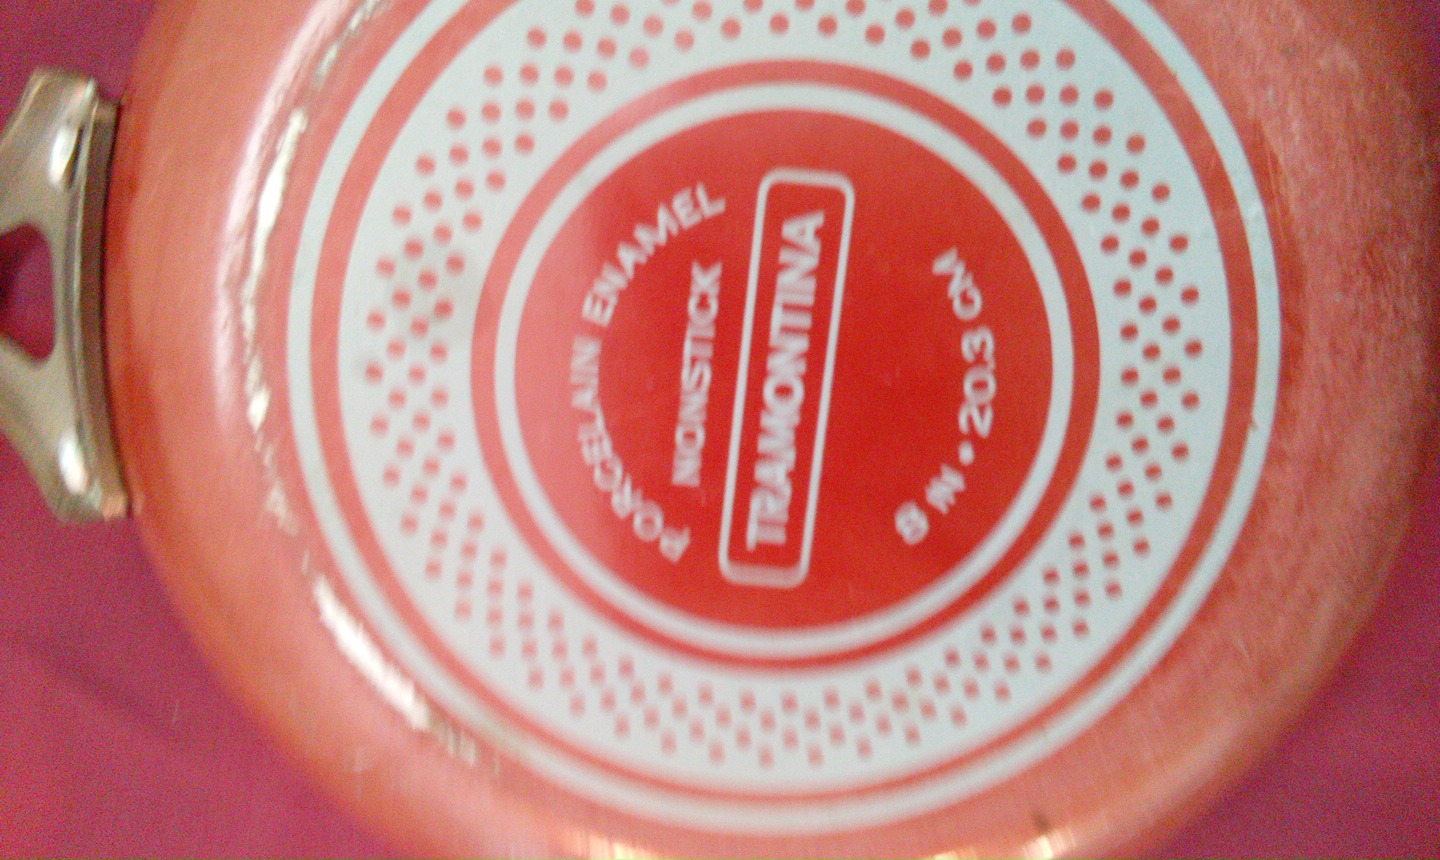 PORCELAIN ENAMEL
NONSTICK
TRAMONTINA
8 IN • 20.3 CM